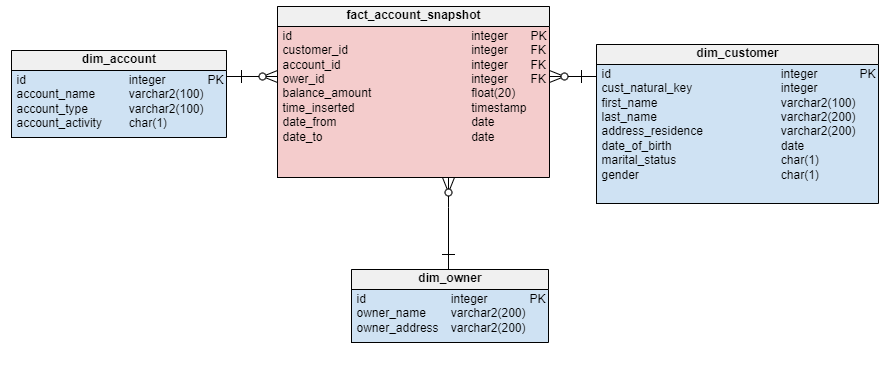 fact_account_snapshot
id integer PK
customer_id integer FK
account_id integer FK
ower_id integer FK
balance_amount float(20)
time_inserted timestamp
date_from date
date_to date
dim_account
id integer PK
account_name varchar2(100)
account_type varchar2(100)
account_activity char(1)
dim_customer
id integer PK
cust_natural_key integer
first_name varchar2(100)
last_name varchar2(200)
address_residence varchar2(200)
date_of_birth date
marital_status char(1)
gender char(1)
dim_owner
id integer PK
owner_name varchar2(200)
owner_address varchar2(200)